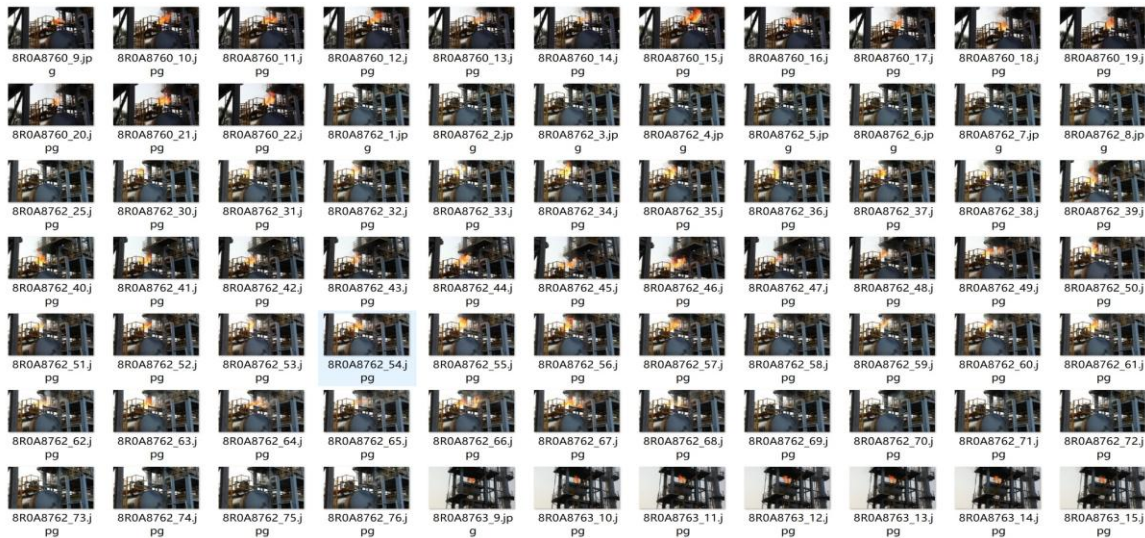 8R0A8760_9.jp 8R0A8760_10.j 8R0A8760_11.j 8R0A8760_12.j 8R0A8760_13.j 8R0A8760_14.j 8R0A8760_15.j 8R0A8760_16.j 8R0A8760_17.j 8R0A8760_18.j 8R0A8760_19.j
g pg pg pg pg pg pg pg pg pg pg
8R0A8760_20.j 8R0A8760_21.j 8R0A8760_22.j 8R0A8762_1.jp 8R0A8762_2.jp 8R0A8762_3.jp 8R0A8762_4.jp 8R0A8762_5.jp 8R0A8762_6.jp 8R0A8762_7.jp 8R0A8762_8.jp
pg pg pg g g g g g g g g
8R0A8762_25.j 8R0A8762_30.j 8R0A8762_31.j 8R0A8762_32.j 8R0A8762_33.j 8R0A8762_34.j 8R0A8762_35.j 8R0A8762_36.j 8R0A8762_37.j 8R0A8762_38.j 8R0A8762_39.j
pg pg pg pg pg pg pg pg pg pg pg
8R0A8762_40.j 8R0A8762_41.j 8R0A8762_42.j 8R0A8762_43.j 8R0A8762_44.j 8R0A8762_45.j 8R0A8762_46.j 8R0A8762_47.j 8R0A8762_48.j 8R0A8762_49.j 8R0A8762_50.j
pg pg pg pg pg pg pg pg pg pg pg
8R0A8762_51.j 8R0A8762_52.j 8R0A8762_53.j 8R0A8762_54.j 8R0A8762_55.j 8R0A8762_56.j 8R0A8762_57.j 8R0A8762_58.j 8R0A8762_59.j 8R0A8762_60.j 8R0A8762_61.j
pg pg pg pg pg pg pg pg pg pg pg
8R0A8762_62.j 8R0A8762_63.j 8R0A8762_64.j 8R0A8762_65.j 8R0A8762_66.j 8R0A8762_67.j 8R0A8762_68.j 8R0A8762_69.j 8R0A8762_70.j 8R0A8762_71.j 8R0A8762_72.j
pg pg pg pg pg pg pg pg pg pg pg
8R0A8762_73.j 8R0A8762_74.j 8R0A8762_75.j 8R0A8762_76.j 8R0A8763_9.jp 8R0A8763_10.j 8R0A8763_11.j 8R0A8763_12.j 8R0A8763_13.j 8R0A8763_14.j 8R0A8763_15.j
pg pg pg pg g pg pg pg pg pg pg